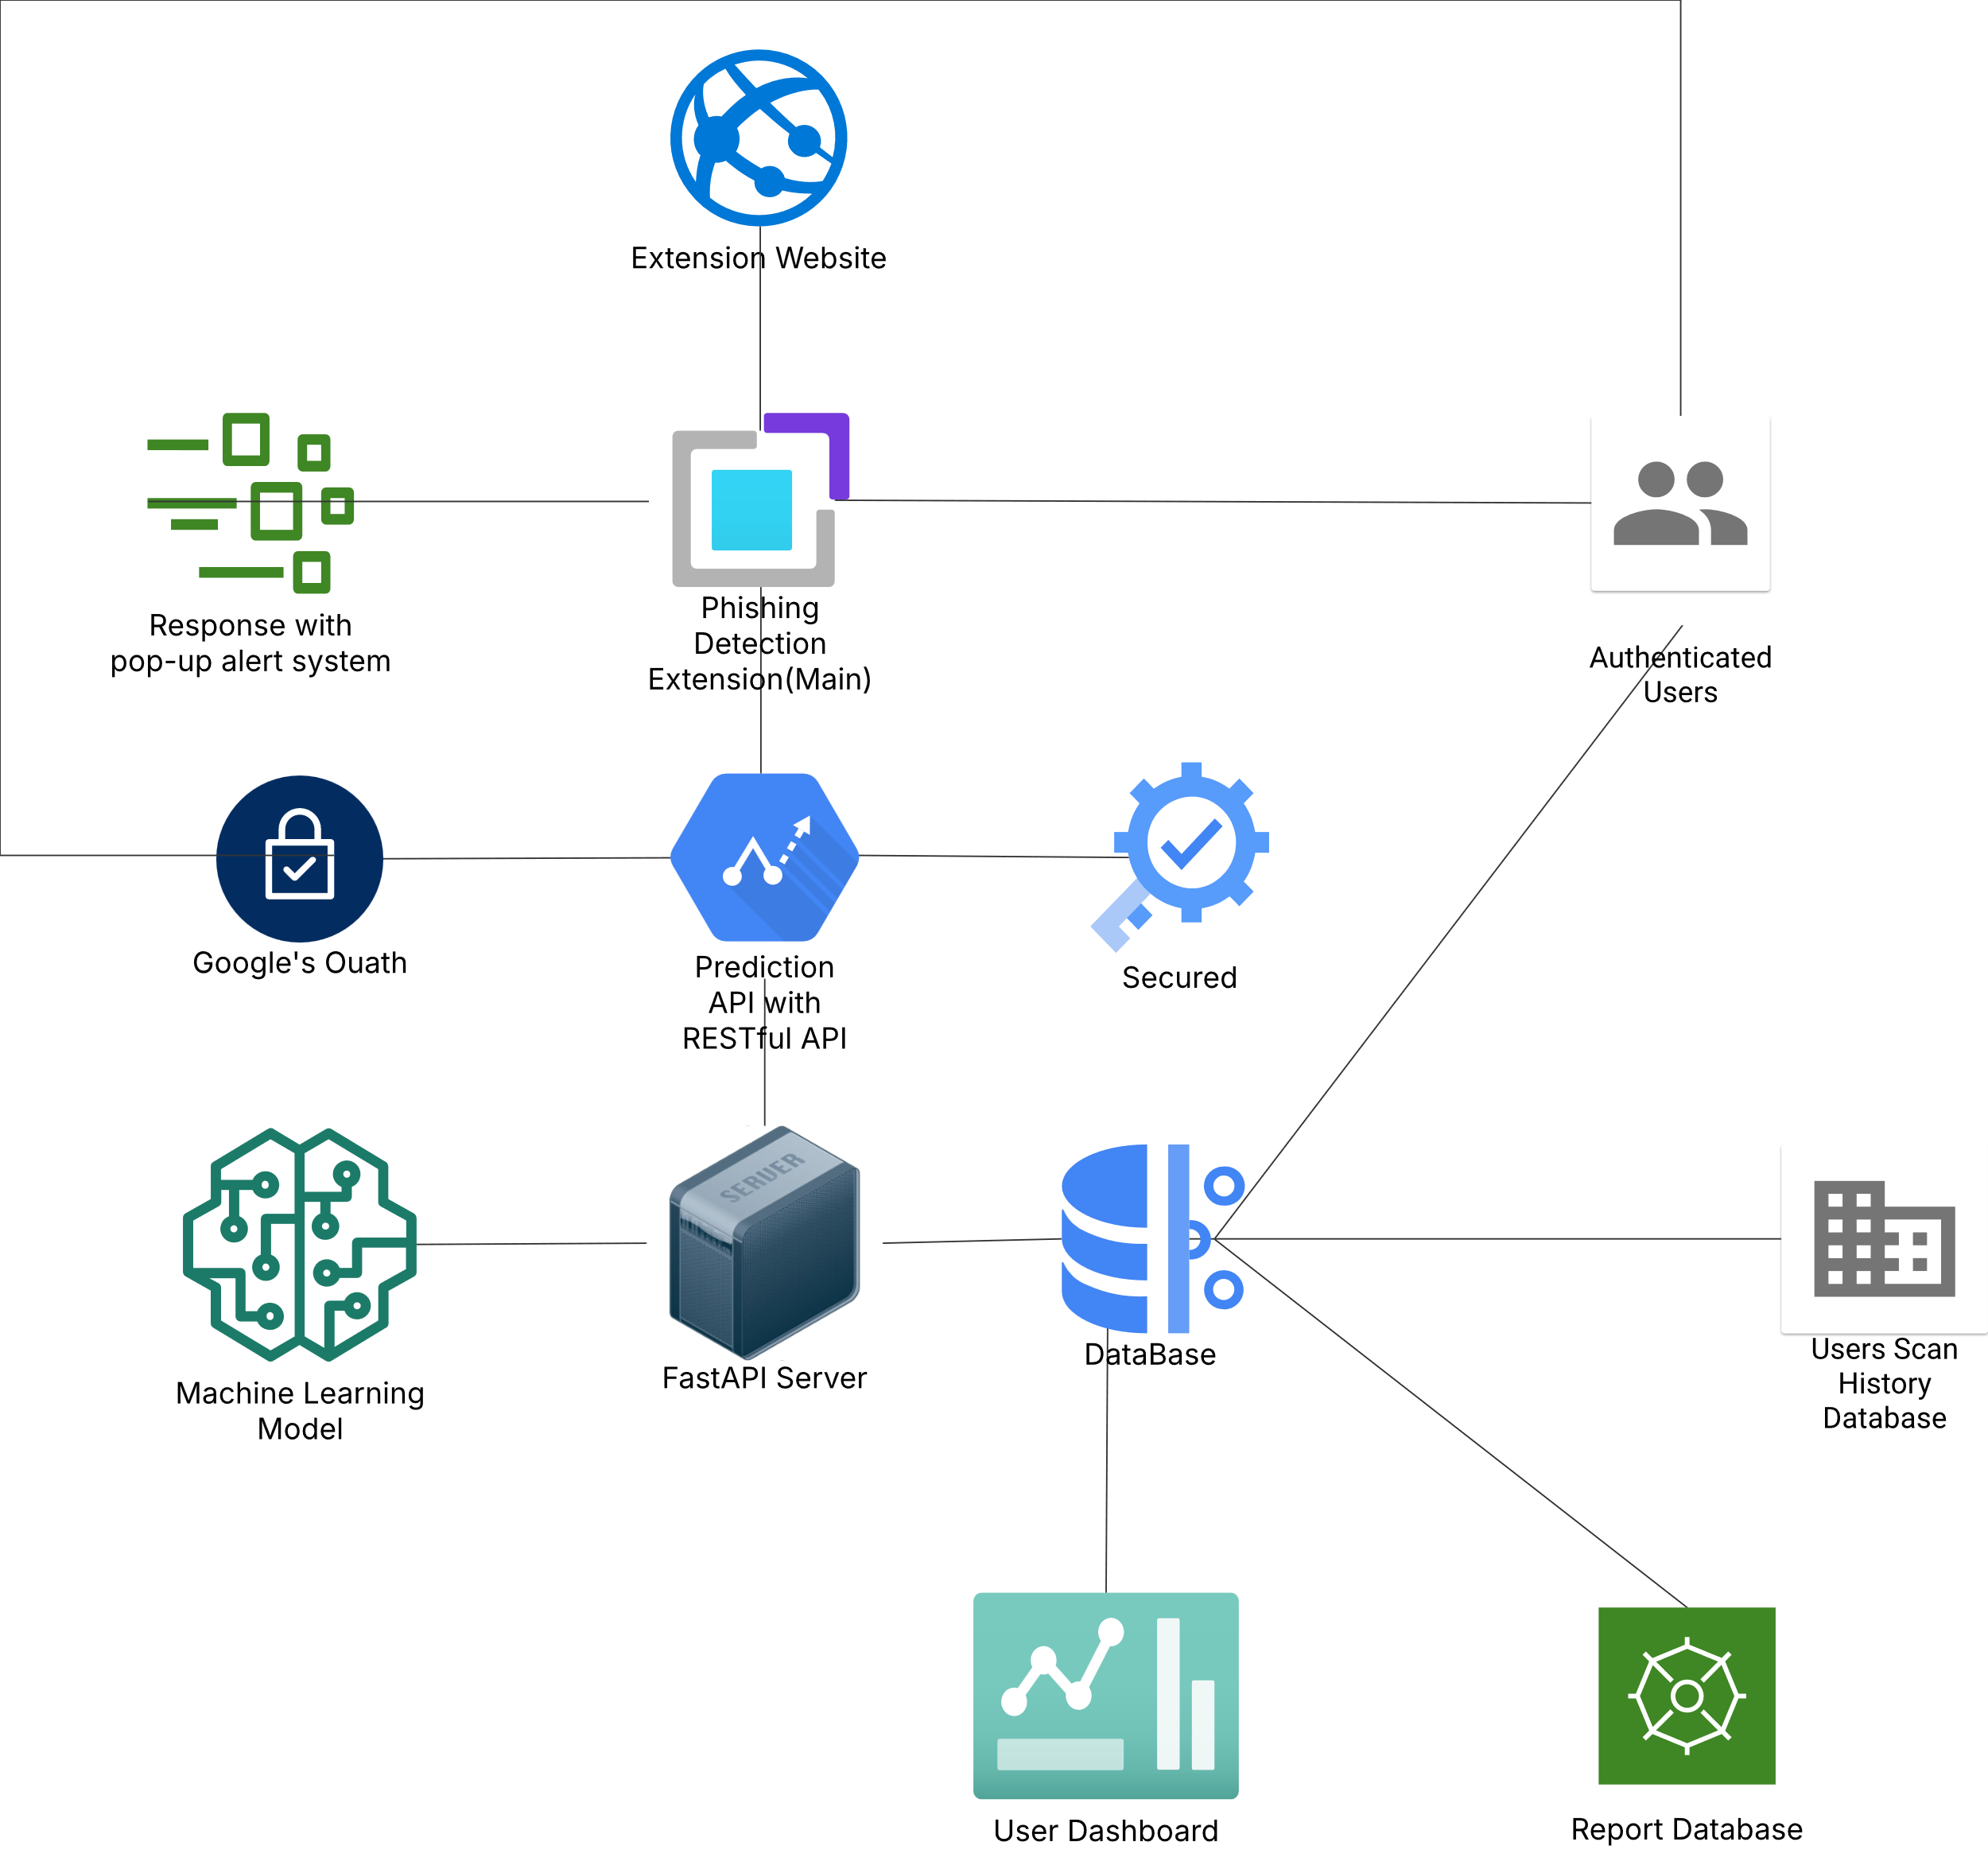 Extension Website
Response with
pop-up alert system
Phishing
Detection
Extension(Main)
Authenticated
Users
Google's Ouath
Prediction
API with
RESTful API
Secured
SERVER
Machine Learning
Model
FastAPI Server
DataBase
Users Scan
History
Database
User Dashboard
Report Database